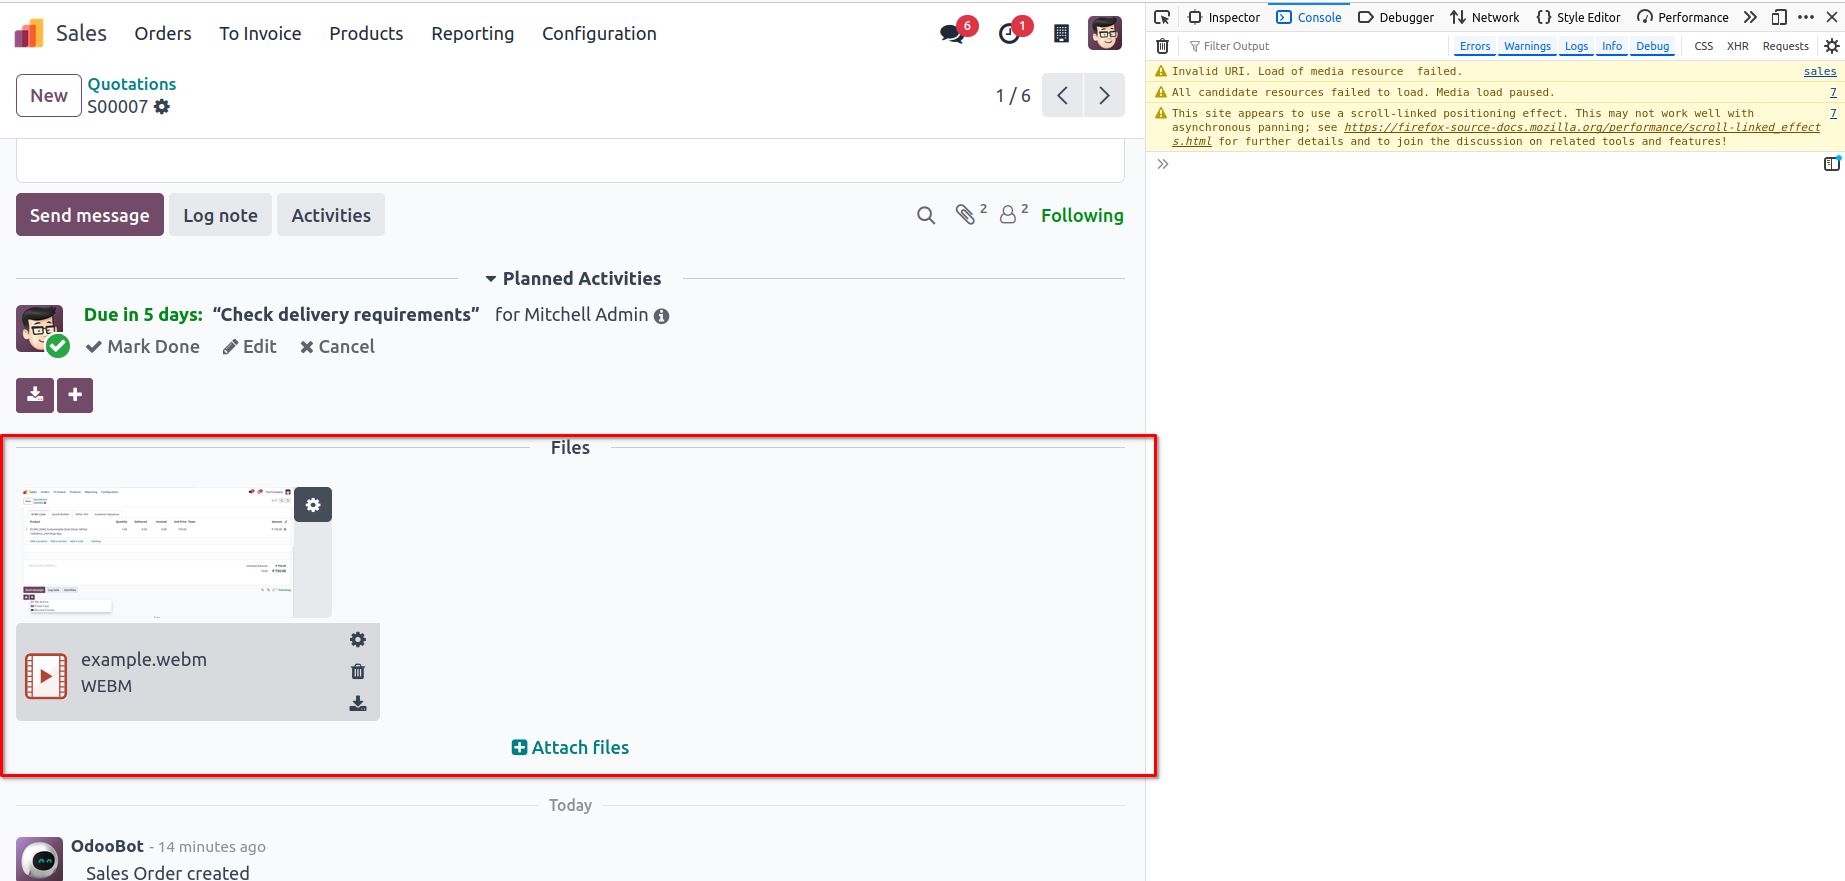 Sales Orders To Invoice Products Reporting Configuration 6 1
New Quotations
S00007
1 / 6
Send message Log note Activities 2 2 Following
Planned Activities
Due in 5 days: “Check delivery requirements” for Mitchell Admin
Mark Done Edit Cancel
Files
example.webm
WEBM
Attach files
Today
OdooBot - 14 minutes ago
Sales Order created
Inspector Console Debugger Network Style Editor Performance
Filter Output Errors Warnings Logs Info Debug CSS XHR Requests
Invalid URI. Load of media resource  failed. sales
All candidate resources failed to load. Media load paused. 7
This site appears to use a scroll-linked positioning effect. This may not work well with 7
asynchronous panning; see https://firefox-source-docs.mozilla.org/performance/scroll-linked_effect
s.html for further details and to join the discussion on related tools and features!